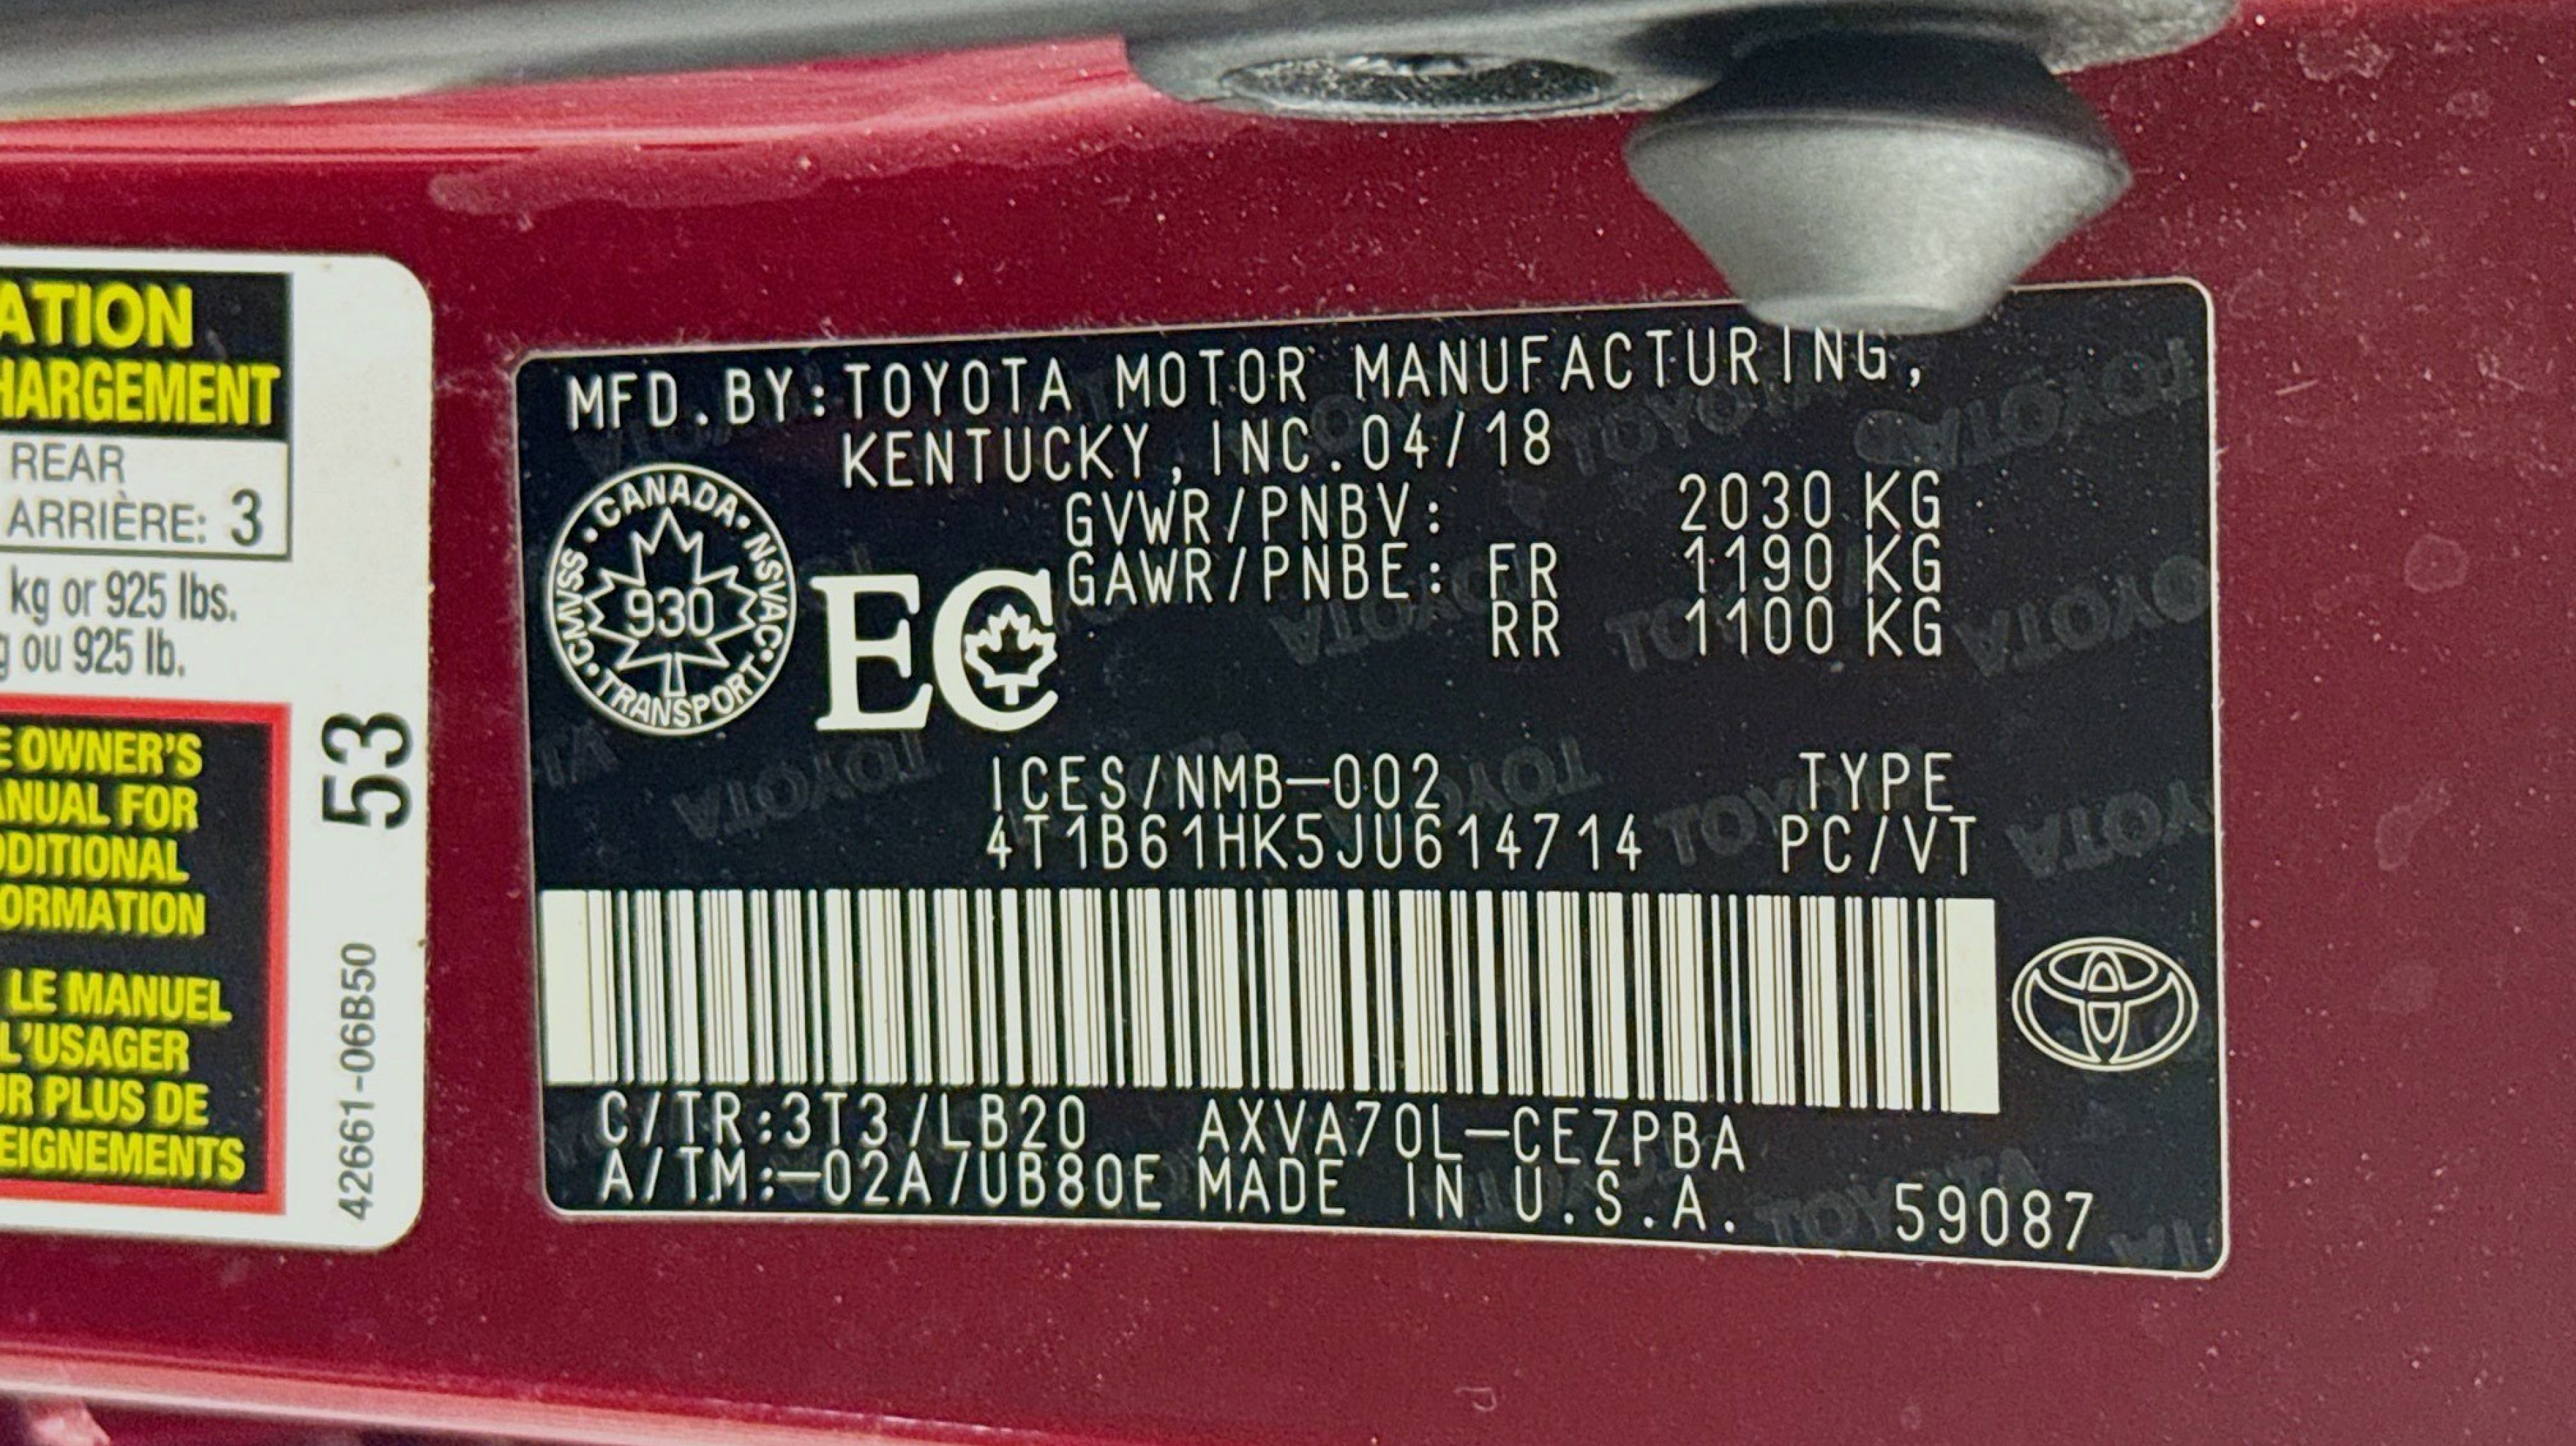 ATION
HARGEMENT
REAR
ARRIÈRE: 3
kg or 925 lbs.
ou 925 lb.
E OWNER'S
ANUAL FOR
DDITIONAL
FORMATION
LE MANUEL
L'USAGER
UR PLUS DE
EIGNEMENTS
53
42661-06B50
MFD.BY:TOYOTA MOTOR MANUFACTURING,
KENTUCKY,INC.04/18
GVWR/PNBV: 2030 KG
GAWR/PNBE: FR 1190 KG
RR 1100 KG
CANADA • NSVAC • TRANSPORT • CMVSS •
930
EC
ICES/NMB-002 TYPE
4T1B61HK5JU614714 PC/VT
C/TR:3T3/LB20 AXVA70L-CEZPBA
A/TM:-02A/UB80E MADE IN U.S.A. 59087